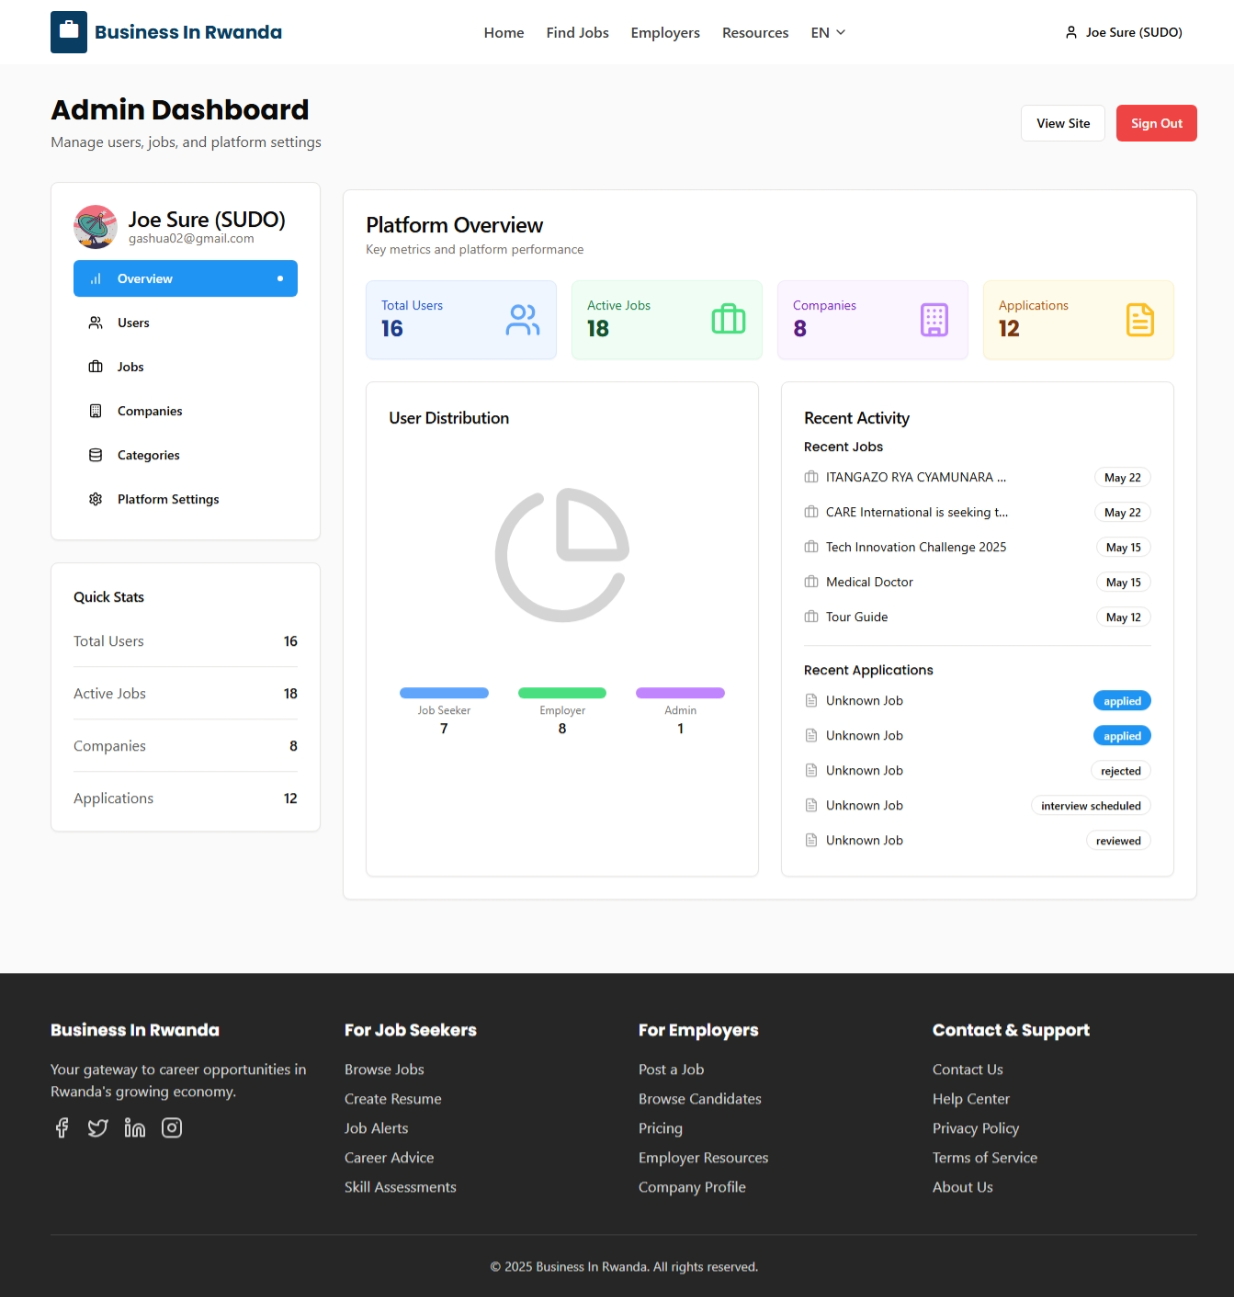 Business In Rwanda
Home
Find Jobs
Employers
Resources
EN
Joe Sure (SUDO)
Admin Dashboard
Manage users, jobs, and platform settings
View Site
Sign Out
Joe Sure (SUDO)
gashua02@gmail.com
Overview
Users
Jobs
Companies
Categories
Platform Settings
Quick Stats
Total Users 16
Active Jobs 18
Companies 8
Applications 12
Platform Overview
Key metrics and platform performance
Total Users
16
Active Jobs
18
Companies
8
Applications
12
User Distribution
Job Seeker
7
Employer
8
Admin
1
Recent Activity
Recent Jobs
ITANGAZO RYA CYAMUNARA ... May 22
CARE International is seeking t... May 22
Tech Innovation Challenge 2025 May 15
Medical Doctor May 15
Tour Guide May 12
Recent Applications
Unknown Job applied
Unknown Job applied
Unknown Job rejected
Unknown Job interview scheduled
Unknown Job reviewed
Business In Rwanda
Your gateway to career opportunities in
Rwanda's growing economy.
For Job Seekers
Browse Jobs
Create Resume
Job Alerts
Career Advice
Skill Assessments
For Employers
Post a Job
Browse Candidates
Pricing
Employer Resources
Company Profile
Contact & Support
Contact Us
Help Center
Privacy Policy
Terms of Service
About Us
© 2025 Business In Rwanda. All rights reserved.